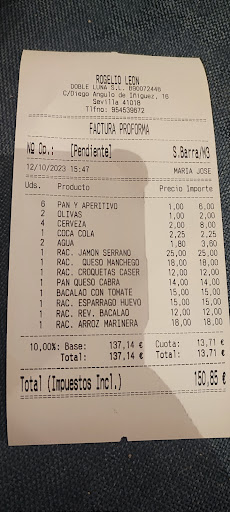 ROGELIO LEON
DOBLE LUNA S.L. B90072446
C/Diego Angulo de Iñiguez, 16
Sevilla 41018
Tlfno: 954539672
FACTURA PROFORMA
Nº Op.: [Pendiente] S.Barra/M3
12/10/2023 15:47 MARIA JOSE
Uds. Producto Precio Importe
6 PAN Y APERITIVO 1,00 6,00
2 OLIVAS 1,00 2,00
4 CERVEZA 2,00 8,00
1 COCA COLA 2,25 2,25
2 AGUA 1,80 3,60
1 RAC. JAMON SERRANO 25,00 25,00
1 RAC. QUESO MANCHEGO 18,00 18,00
1 RAC. CROQUETAS CASER 12,00 12,00
1 PAN QUESO CABRA 14,00 14,00
1 BACALAO CON TOMATE 15,00 15,00
1 RAC. ESPARRAGO HUEVO 15,00 15,00
1 RAC. REV. BACALAO 12,00 12,00
1 RAC. ARROZ MARINERA 18,00 18,00
10,00% Base: 137,14 € Cuota: 13,71 €
Total: 137,14 € Total: 13,71 €
Total (Impuestos Incl.) 150,85 €